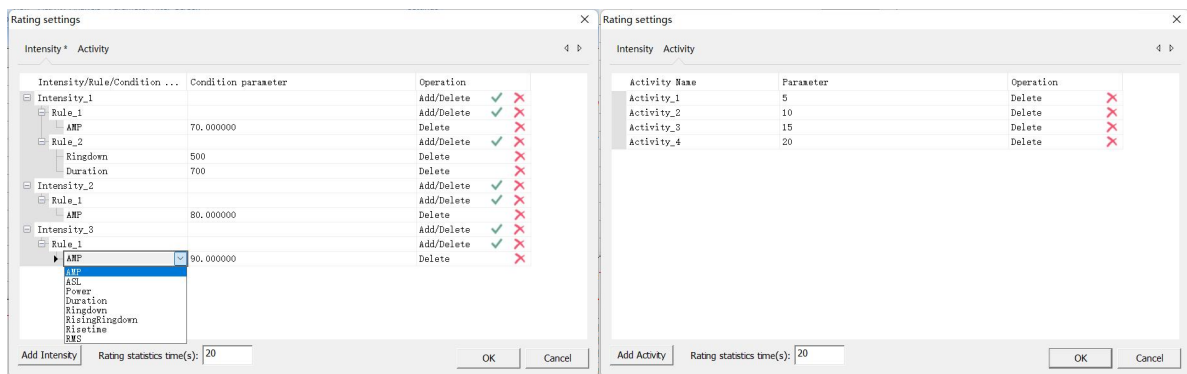 Rating settings
Intensity * Activity
Intensity/Rule/Condition ... Condition parameter Operation
Intensity_1 Add/Delete
Rule_1 Add/Delete
AMP 70.000000 Delete
Rule_2 Add/Delete
Ringdown 500 Delete
Duration 700 Delete
Intensity_2 Add/Delete
Rule_1 Add/Delete
AMP 80.000000 Delete
Intensity_3 Add/Delete
Rule_1 Add/Delete
AMP 90.000000 Delete
AMP
ASL
Power
Duration
Ringdown
RisingRingdown
Risetime
RMS
Add Intensity Rating statistics time(s): 20 OK Cancel
Rating settings
Intensity Activity
Activity Name Parameter Operation
Activity_1 5 Delete
Activity_2 10 Delete
Activity_3 15 Delete
Activity_4 20 Delete
Add Activity Rating statistics time(s): 20 OK Cancel